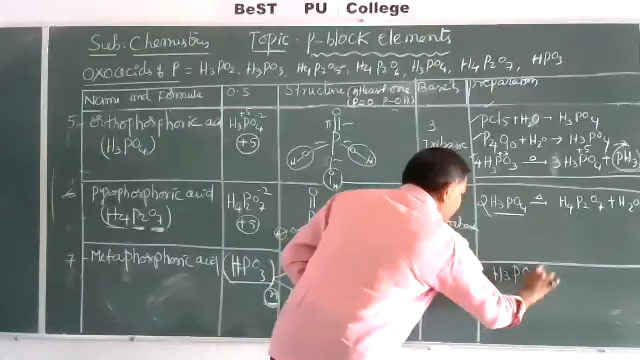 BeST PU College
Sub: Chemistry Topic = P-block Elements
oxoacids of P = H3PO2, H3PO3, H4P2O5, H4P2O6, H3PO4, H4P2O7, HPO3
Name and Formula O.S Structure (atleast one P=O, P-OH) Basicity preparation
5 - Orthophosphoric acid (H3PO4) H3PO4 +5 3 Tribasic
PCl5 + H2O → H3PO4
P4O10 + H2O → H3PO4
4H3PO3 → 3H3PO4 + PH3
6 Pyrophosphoric acid (H4P2O7) H4P2O7 +5 2H3PO4 → H4P2O7 + H2O
7 - Metaphosphoric acid (HPO3) H3PO